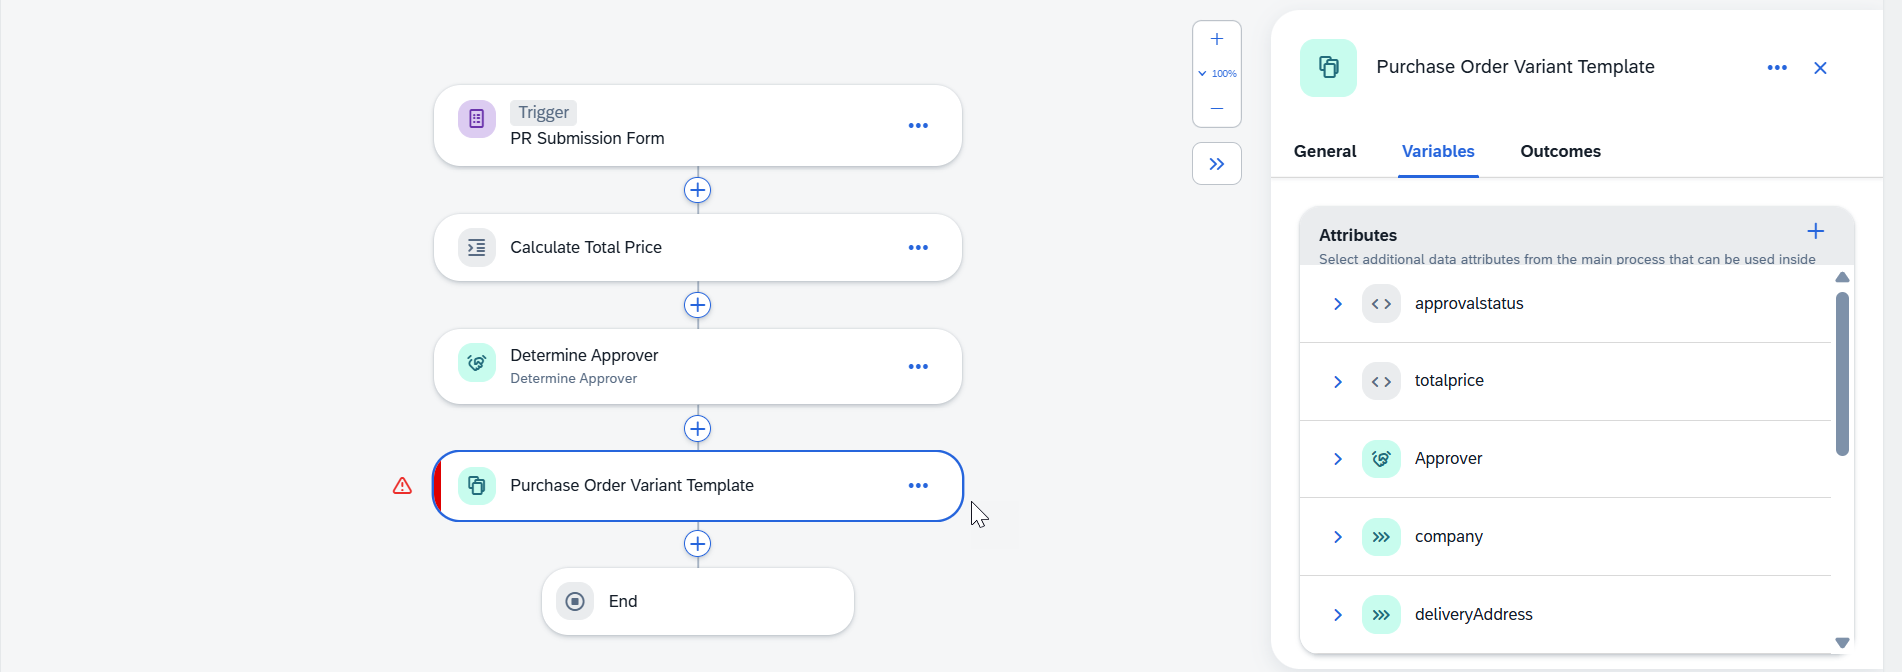 Trigger
PR Submission Form
Calculate Total Price
Determine Approver
Determine Approver
Purchase Order Variant Template
End
100%
Purchase Order Variant Template
General Variables Outcomes
Attributes
Select additional data attributes from the main process that can be used inside
approvalstatus
totalprice
Approver
company
deliveryAddress